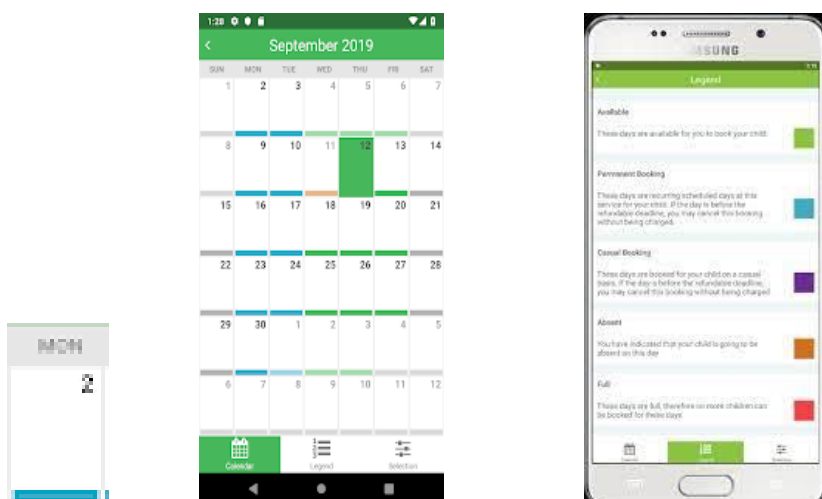 MON
2
1:28
September 2019
SUN MON TUE WED THU FRI SAT
1 2 3 4 5 6 7
8 9 10 11 12 13 14
15 16 17 18 19 20 21
22 23 24 25 26 27 28
29 30 1 2 3 4 5
6 7 8 9 10 11 12
Calendar Legend Selection
SUNG
Legend
Available
These days are available for you to book your child.
Permanent Booking
These days are recurring scheduled days at this
service for your child. If the day is before the
refundable deadline, you may cancel this booking
without being charged.
Casual Booking
These days are booked for your child on a casual
basis. If the day is before the refundable deadline,
you may cancel this booking without being charged
Absent
You have indicated that your child is going to be
absent on this day
Full
These days are full, therefore no more children can
be booked for these days